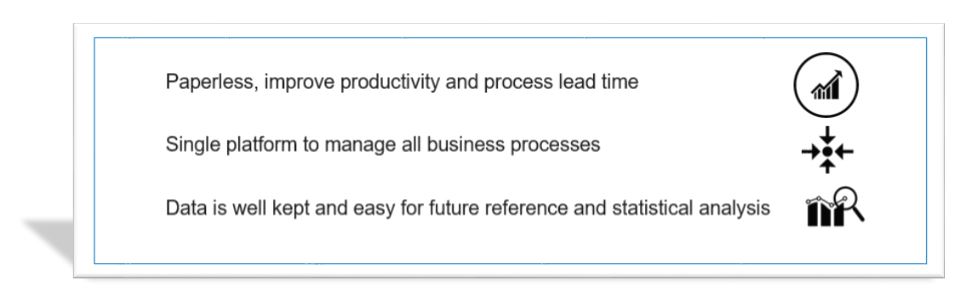 Paperless, improve productivity and process lead time
Single platform to manage all business processes
Data is well kept and easy for future reference and statistical analysis